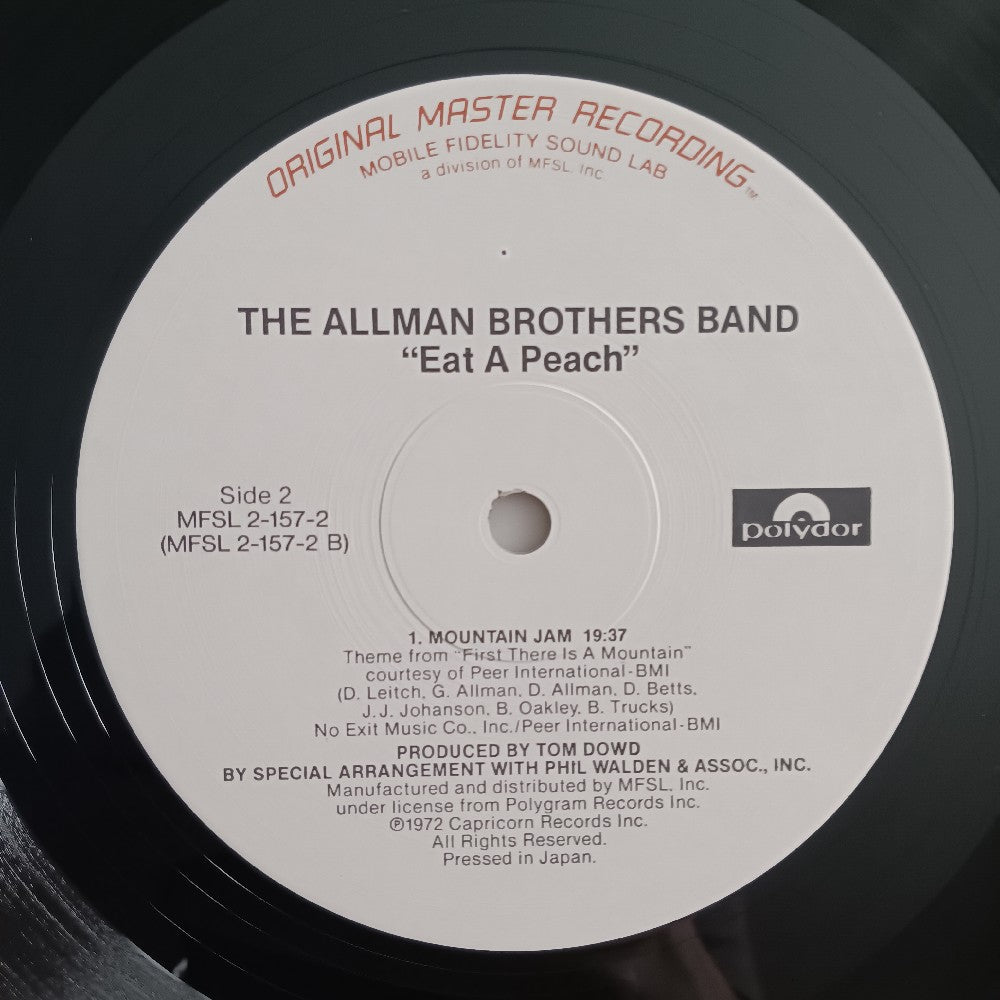 ORIGINAL MASTER RECORDING™
MOBILE FIDELITY SOUND LAB
a division of MFSL, Inc
THE ALLMAN BROTHERS BAND
“Eat A Peach”
Side 2
MFSL 2-157-2
(MFSL 2-157-2 B)
polydor
1. MOUNTAIN JAM 19:37
Theme from “First There Is A Mountain”
courtesy of Peer International-BMI
(D. Leitch, G. Allman, D. Allman, D. Betts,
J.J. Johanson, B. Oakley, B. Trucks)
No Exit Music Co., Inc./Peer International-BMI
PRODUCED BY TOM DOWD
BY SPECIAL ARRANGEMENT WITH PHIL WALDEN & ASSOC., INC.
Manufactured and distributed by MFSL, Inc.
under license from Polygram Records Inc.
℗1972 Capricorn Records Inc.
All Rights Reserved.
Pressed in Japan.